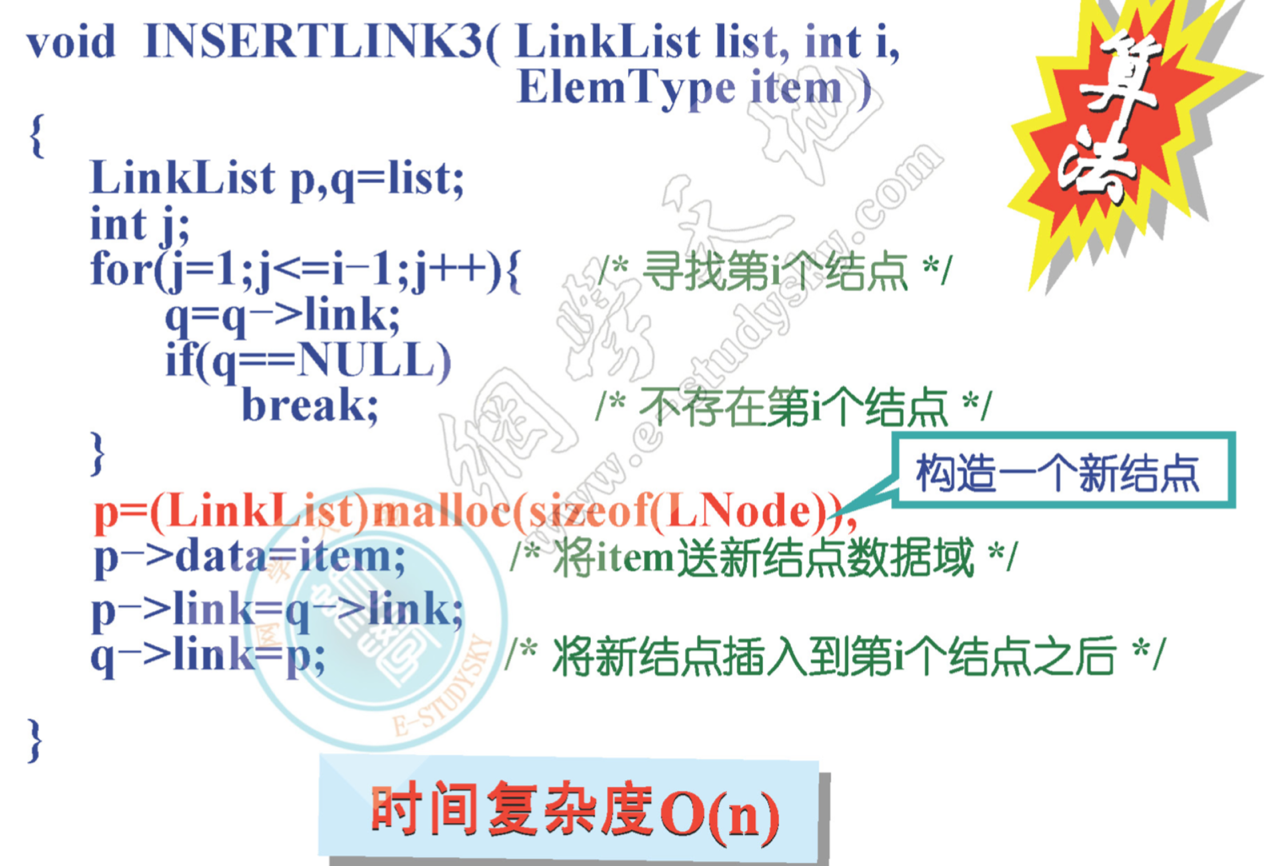 void INSERTLINK3( LinkList list, int i,
ElemType item )
{
LinkList p,q=list;
int j;
for(j=1;j<=i-1;j++){ /* 寻找第i个结点 */
q=q->link;
if(q==NULL)
break; /* 不存在第i个结点 */
}
p=(LinkList)malloc(sizeof(LNode));
构造一个新结点
p->data=item; /* 将item送新结点数据域 */
p->link=q->link;
q->link=p; /* 将新结点插入到第i个结点之后 */
}
时间复杂度O(n)
算法
網學天地
www.e-studysky.com
E-STUDYSKY